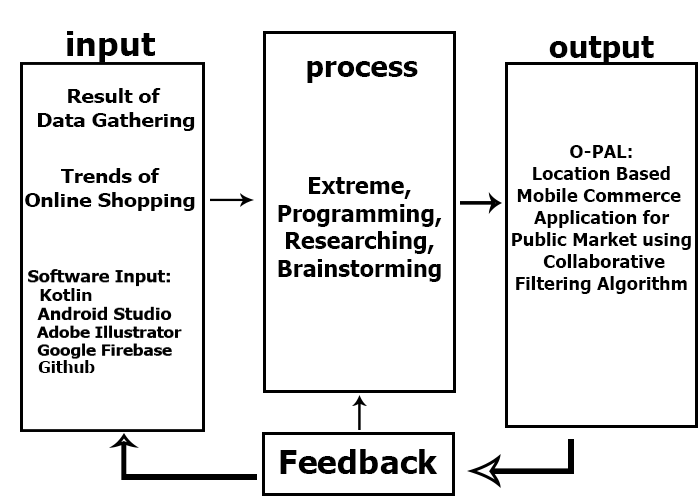 input
Result of
Data Gathering
Trends of
Online Shopping
Software Input:
Kotlin
Android Studio
Adobe Illustrator
Google Firebase
Github
process
Extreme,
Programming,
Researching,
Brainstorming
output
O-PAL:
Location Based
Mobile Commerce
Application for
Public Market using
Collaborative
Filtering Algorithm
Feedback